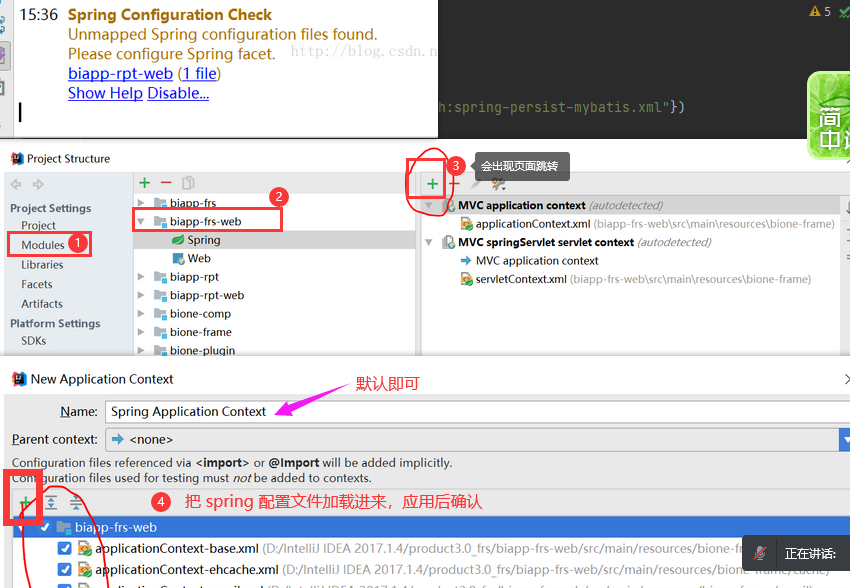 15:36 Spring Configuration Check
Unmapped Spring configuration files found.
Please configure Spring facet.
http://blog.csdn.n
biapp-rpt-web (1 file)
Show Help Disable...
5
h:spring-persist-mybatis.xml"})
简
中
Project Structure
3 会出现页面跳转
Project Settings
Project
Modules 1
Libraries
Facets
Artifacts
Platform Settings
SDKs
biapp-frs
2
biapp-frs-web
Spring
Web
biapp-rpt
biapp-rpt-web
bione-comp
bione-frame
bione-plugin
MVC application context (autodetected)
applicationContext.xml (biapp-frs-web\src\main\resources\bione-frame)
MVC springServlet servlet context (autodetected)
MVC application context
servletContext.xml (biapp-frs-web\src\main\resources\bione-frame)
New Application Context
默认即可
Name: Spring Application Context
Parent context: <none>
Configuration files referenced via <import> or @Import will be added implicitly.
Configuration files used for testing must not be added to contexts.
4 把 spring 配置文件加载进来，应用后确认
biapp-frs-web
applicationContext-base.xml (D:/IntelliJ IDEA 2017.1.4/product3.0_frs/biapp-frs-web/src/main/resources/bione-f
applicationContext-ehcache.xml (D:/IntelliJ IDEA 2017.1.4/product3.0_frs/biapp-frs-web/src/main/resources/bione-frame/cache)
正在讲话: